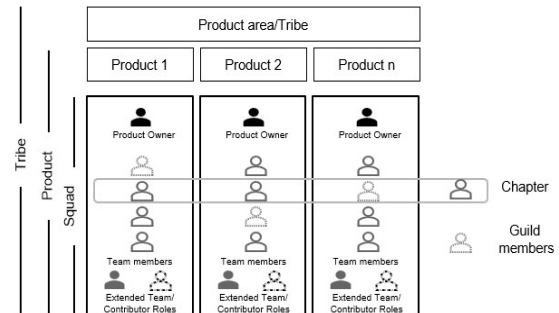 Product area/Tribe
Product 1
Product 2
Product n
Tribe
Product
Squad
Product Owner
Product Owner
Product Owner
Chapter
Guild
members
Team members
Team members
Team members
Extended Team/
Contributor Roles
Extended Team/
Contributor Roles
Extended Team/
Contributor Roles